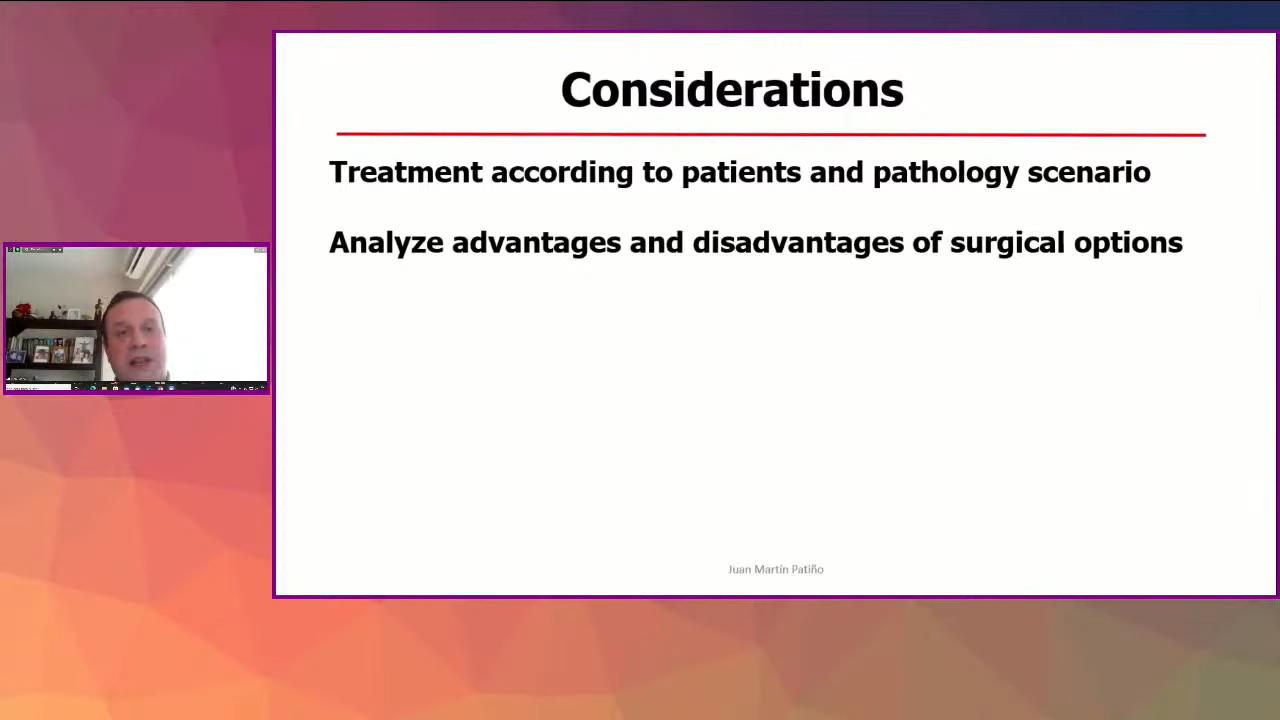 Considerations
Treatment according to patients and pathology scenario
Analyze advantages and disadvantages of surgical options
Juan Martín Patiño